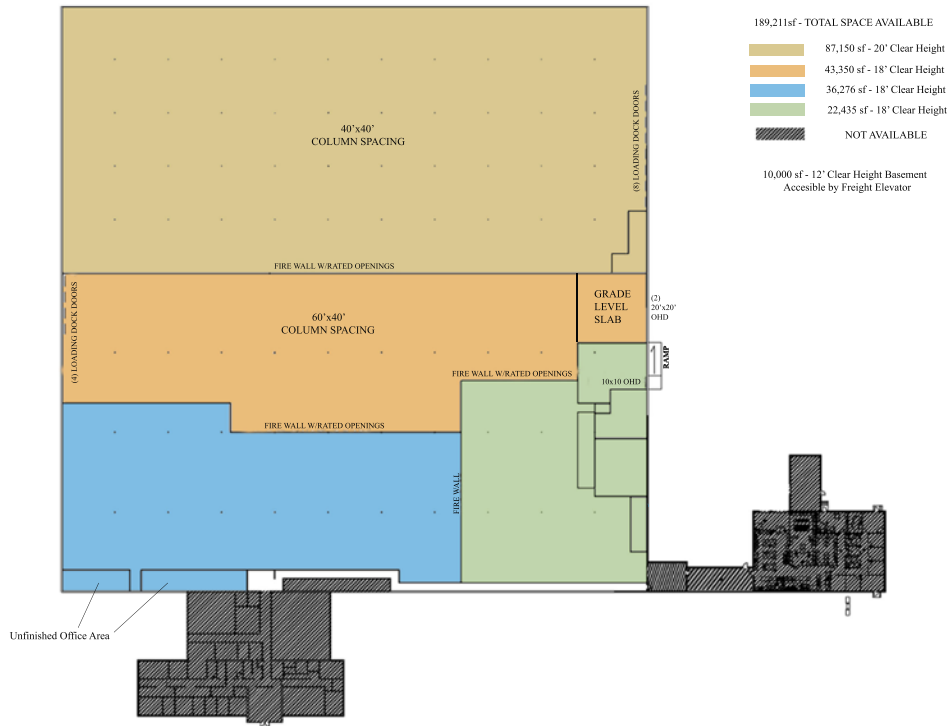 189,211sf - TOTAL SPACE AVAILABLE
87,150 sf - 20' Clear Height
43,350 sf - 18' Clear Height
36,276 sf - 18' Clear Height
22,435 sf - 18' Clear Height
NOT AVAILABLE
10,000 sf - 12' Clear Height Basement
Accesible by Freight Elevator
40'x40'
COLUMN SPACING
(8) LOADING DOCK DOORS
FIRE WALL W/RATED OPENINGS
(4) LOADING DOCK DOORS
60'x40'
COLUMN SPACING
GRADE
LEVEL
SLAB
(2)
20'x20'
OHD
RAMP
FIRE WALL W/RATED OPENINGS
10x10 OHD
FIRE WALL W/RATED OPENINGS
FIRE WALL
Unfinished Office Area